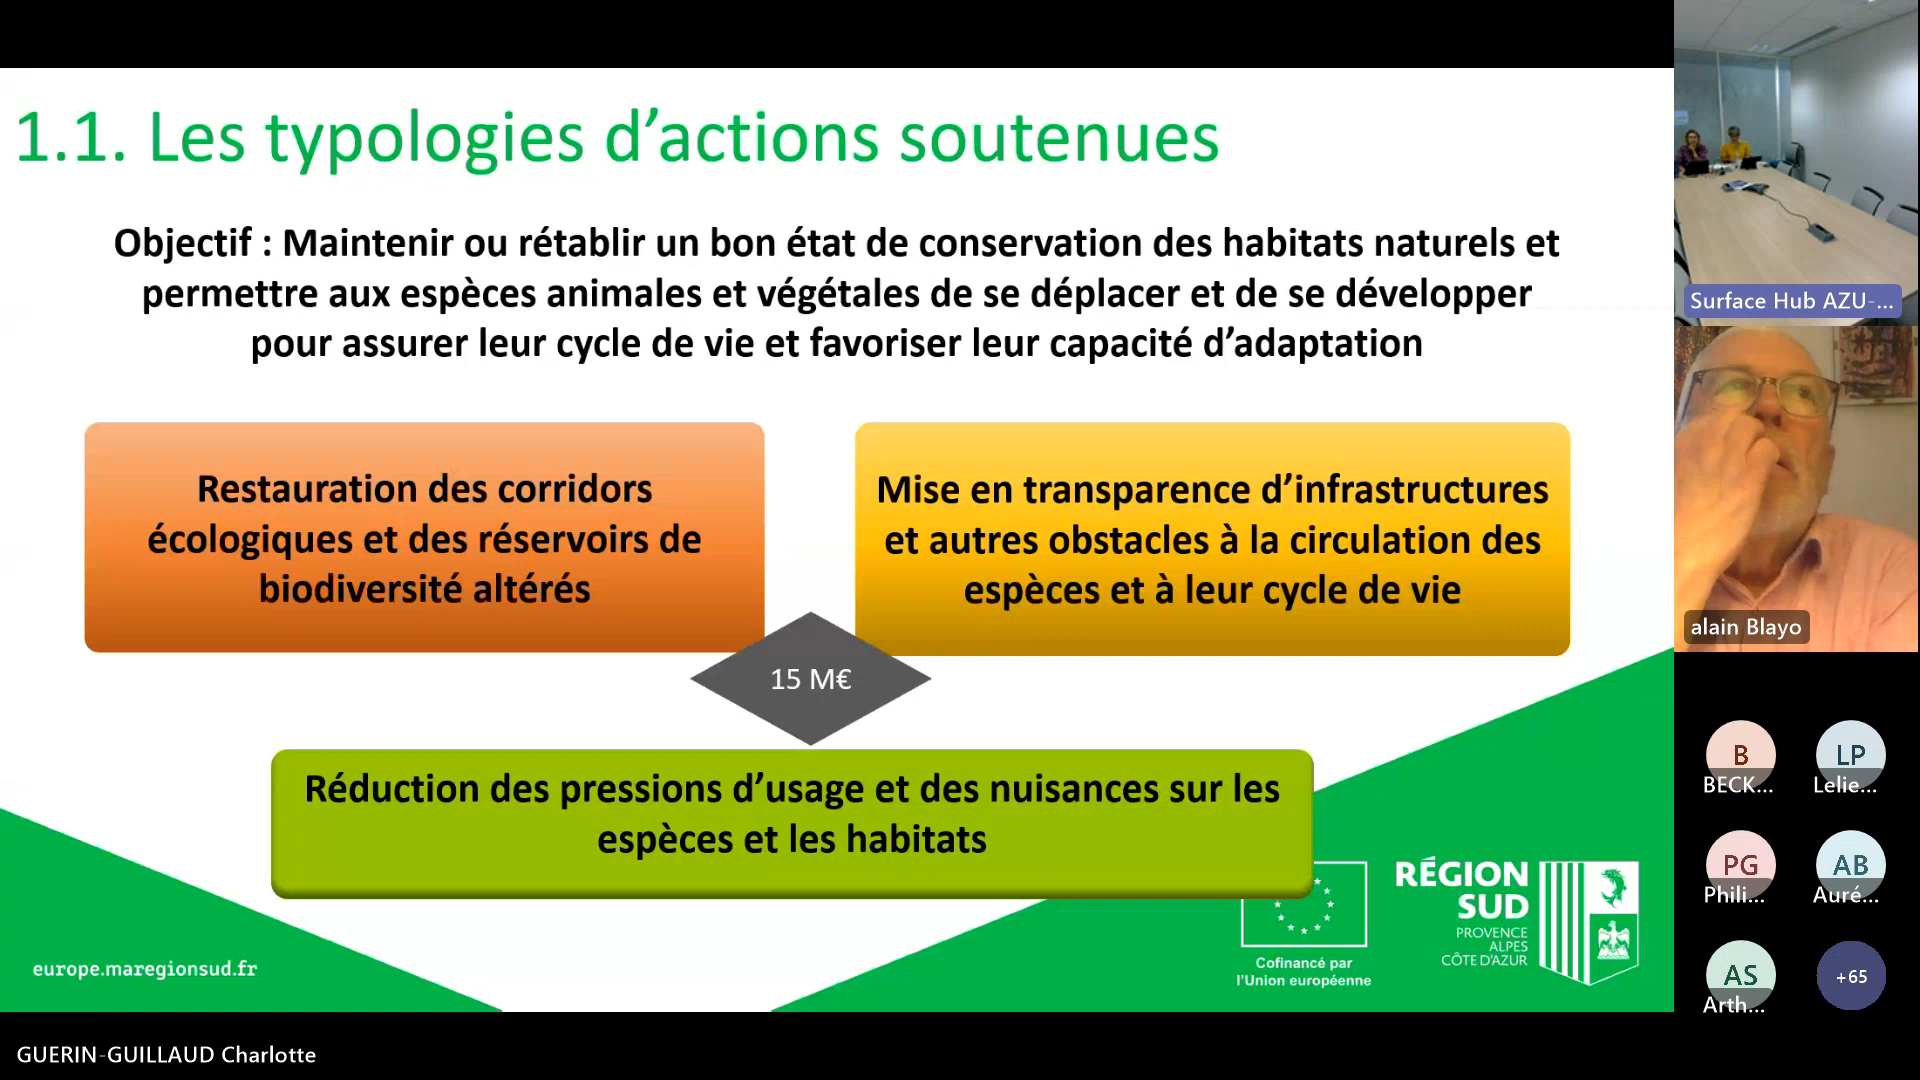 1.1. Les typologies d’actions soutenues
Objectif : Maintenir ou rétablir un bon état de conservation des habitats naturels et
permettre aux espèces animales et végétales de se déplacer et de se développer
pour assurer leur cycle de vie et favoriser leur capacité d’adaptation
Restauration des corridors
écologiques et des réservoirs de
biodiversité altérés
Mise en transparence d’infrastructures
et autres obstacles à la circulation des
espèces et à leur cycle de vie
15 M€
Réduction des pressions d’usage et des nuisances sur les
espèces et les habitats
europe.maregionsud.fr
Cofinancé par
l’Union européenne
RÉGION
SUD
PROVENCE
ALPES
CÔTE D’AZUR
GUERIN-GUILLAUD Charlotte
Surface Hub AZU-...
alain Blayo
B
BECK...
LP
Lelie...
PG
Phili...
AB
Auré...
AS
Arth...
+65